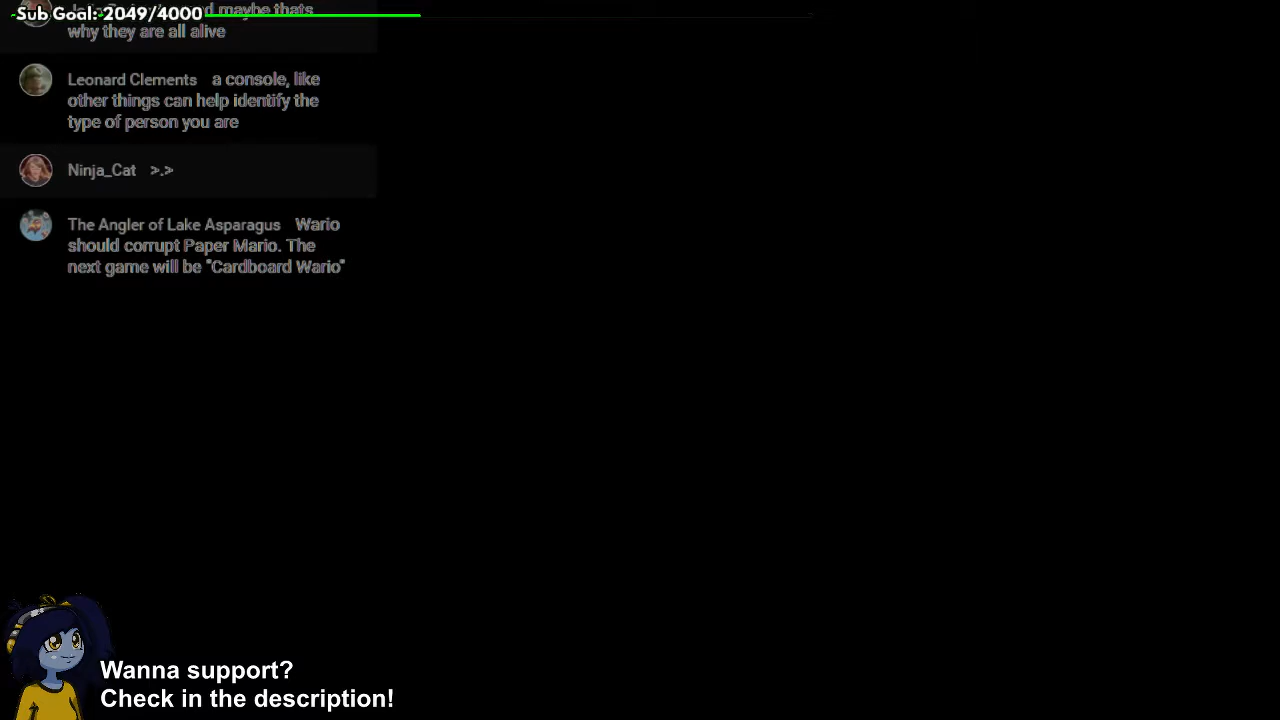 Sub Goal: 2049/4000
maybe thats
why they are all alive
Leonard Clements a console, like
other things can help identify the
type of person you are
Ninja_Cat >.>
The Angler of Lake Asparagus Wario
should corrupt Paper Mario. The
next game will be "Cardboard Wario"
Wanna support?
Check in the description!